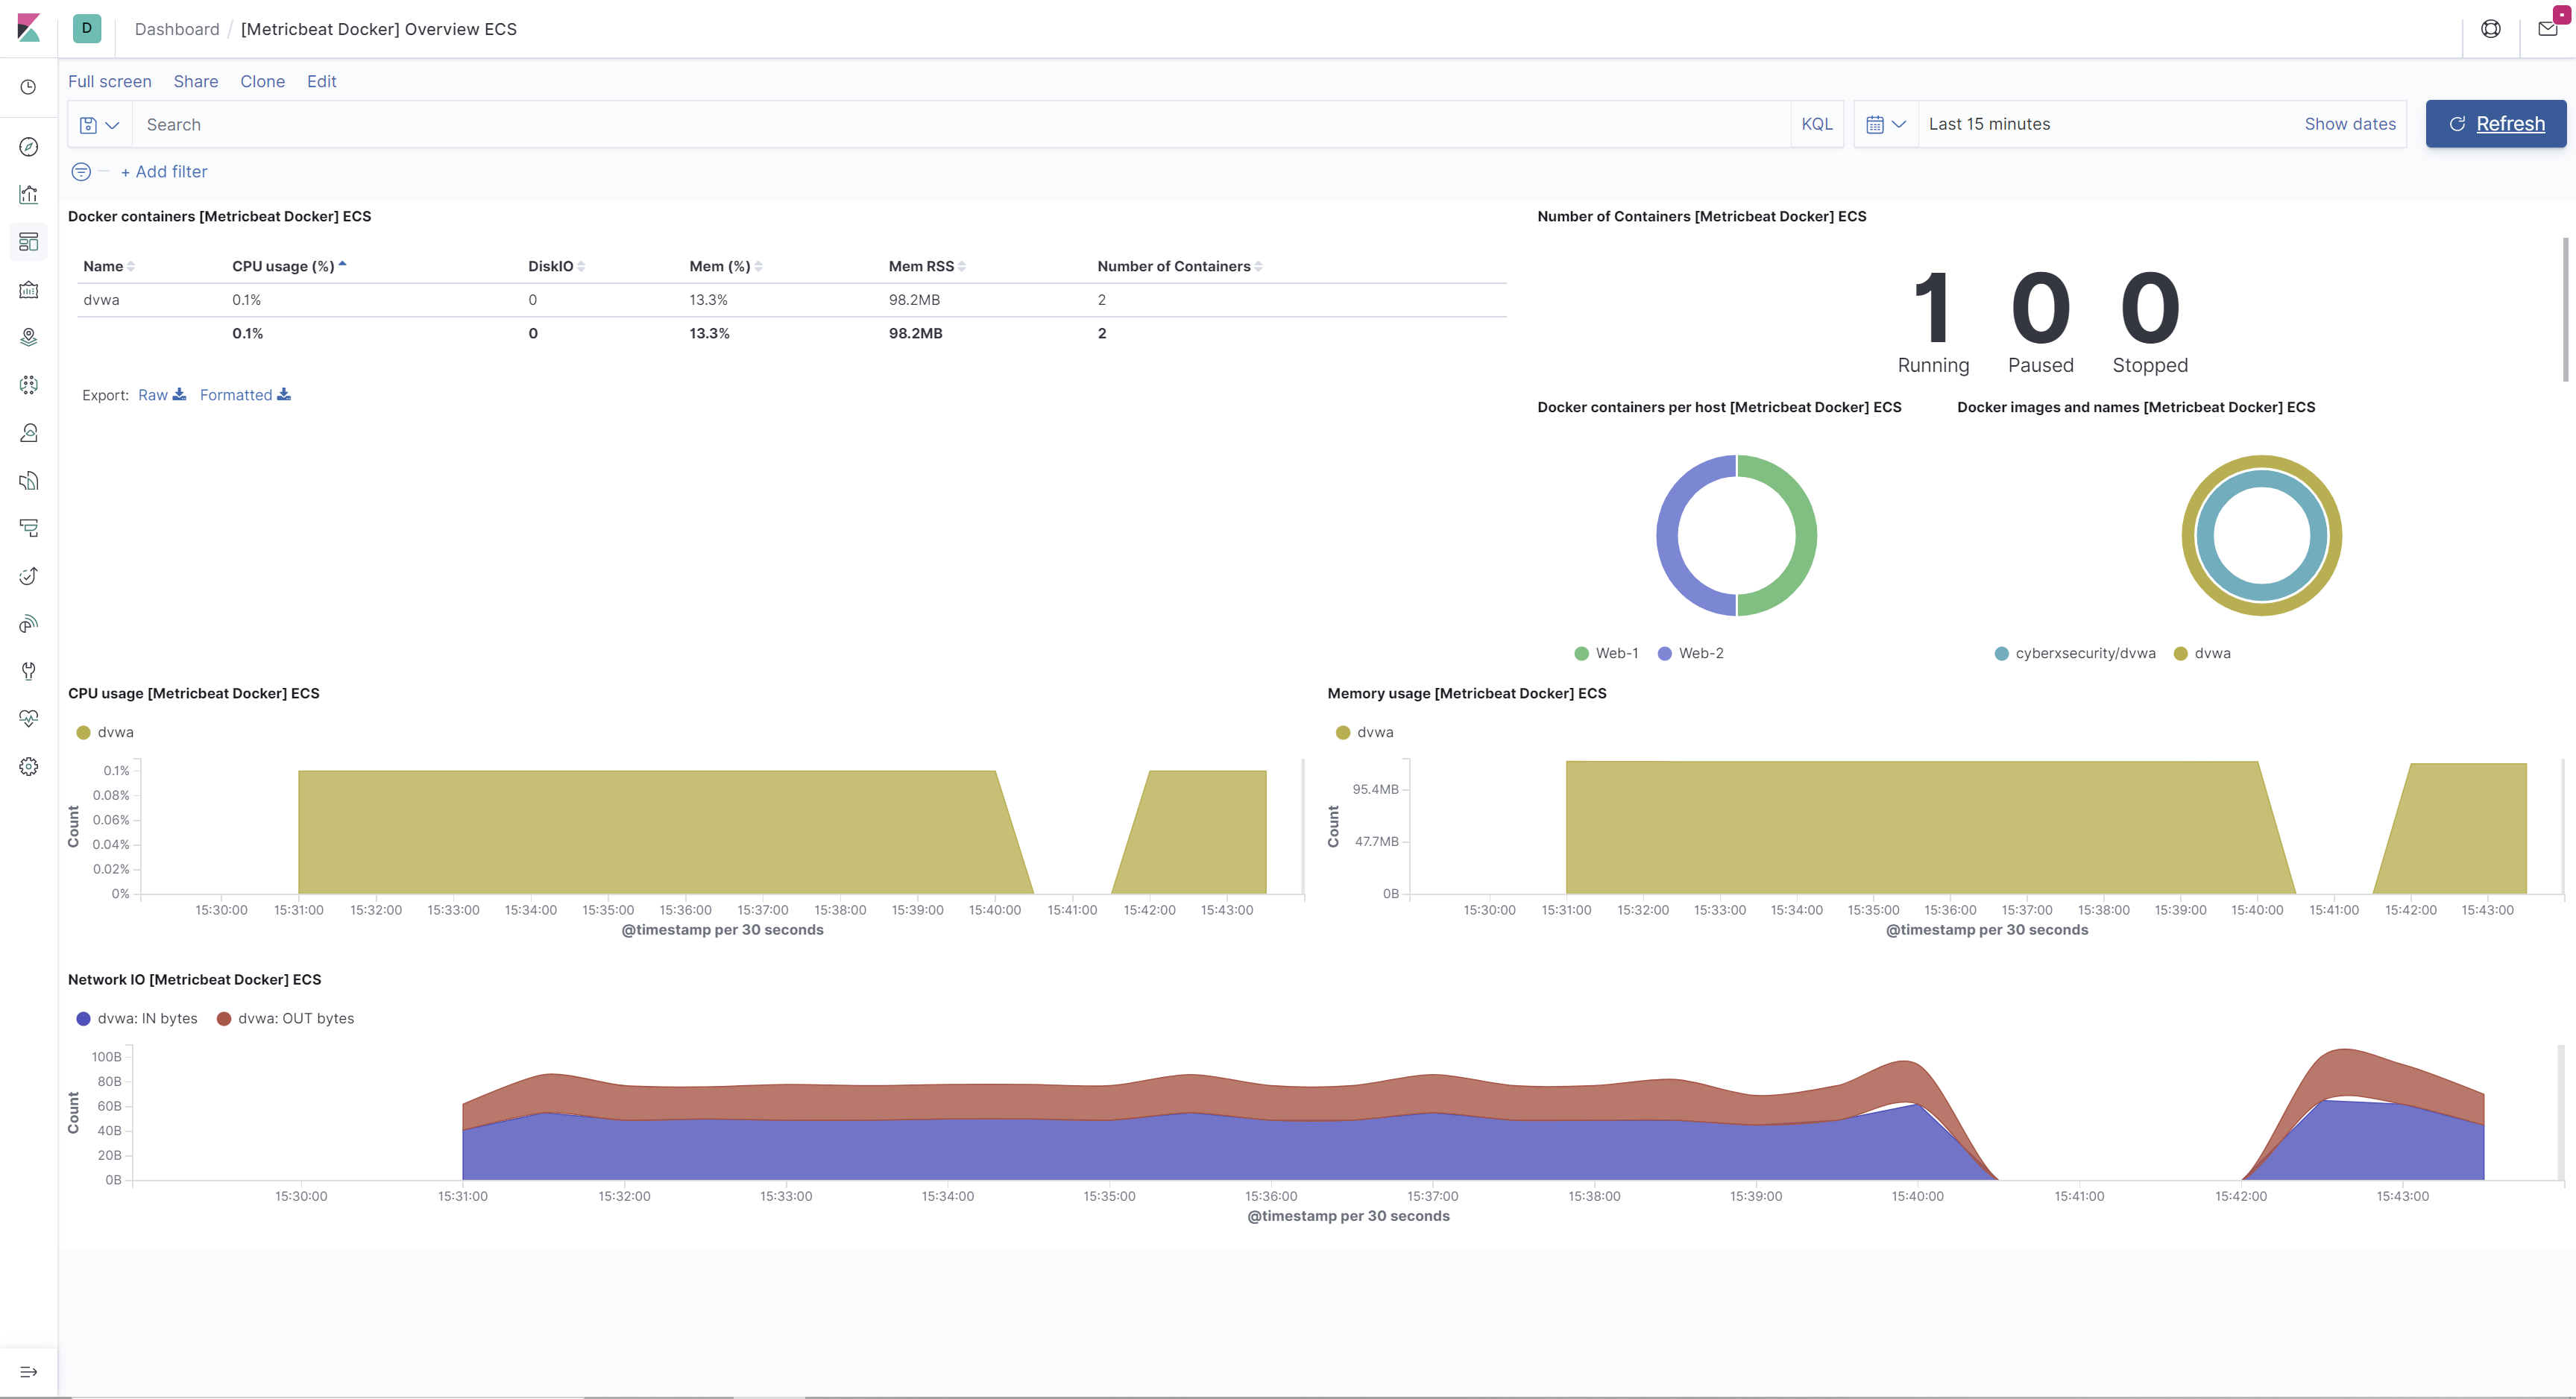 D Dashboard / [Metricbeat Docker] Overview ECS
Full screen Share Clone Edit
Search KQL Last 15 minutes Show dates Refresh
+ Add filter
Docker containers [Metricbeat Docker] ECS
Name CPU usage (%) DiskIO Mem (%) Mem RSS Number of Containers
dvwa 0.1% 0 13.3% 98.2MB 2
0.1% 0 13.3% 98.2MB 2
Export: Raw Formatted
Number of Containers [Metricbeat Docker] ECS
1 0 0
Running Paused Stopped
Docker containers per host [Metricbeat Docker] ECS
Web-1 Web-2
Docker images and names [Metricbeat Docker] ECS
cyberxsecurity/dvwa dvwa
CPU usage [Metricbeat Docker] ECS
dvwa
Count
0.1%
0.08%
0.06%
0.04%
0.02%
0%
15:30:00 15:31:00 15:32:00 15:33:00 15:34:00 15:35:00 15:36:00 15:37:00 15:38:00 15:39:00 15:40:00 15:41:00 15:42:00 15:43:00
@timestamp per 30 seconds
Memory usage [Metricbeat Docker] ECS
dvwa
Count
95.4MB
47.7MB
0B
15:30:00 15:31:00 15:32:00 15:33:00 15:34:00 15:35:00 15:36:00 15:37:00 15:38:00 15:39:00 15:40:00 15:41:00 15:42:00 15:43:00
@timestamp per 30 seconds
Network IO [Metricbeat Docker] ECS
dvwa: IN bytes dvwa: OUT bytes
Count
100B
80B
60B
40B
20B
0B
15:30:00 15:31:00 15:32:00 15:33:00 15:34:00 15:35:00 15:36:00 15:37:00 15:38:00 15:39:00 15:40:00 15:41:00 15:42:00 15:43:00
@timestamp per 30 seconds